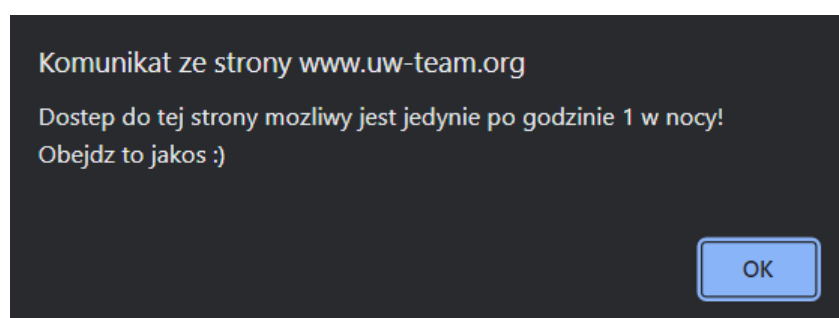 Komunikat ze strony www.uw-team.org
Dostep do tej strony mozliwy jest jedynie po godzinie 1 w nocy!
Obejdz to jakos :)
OK